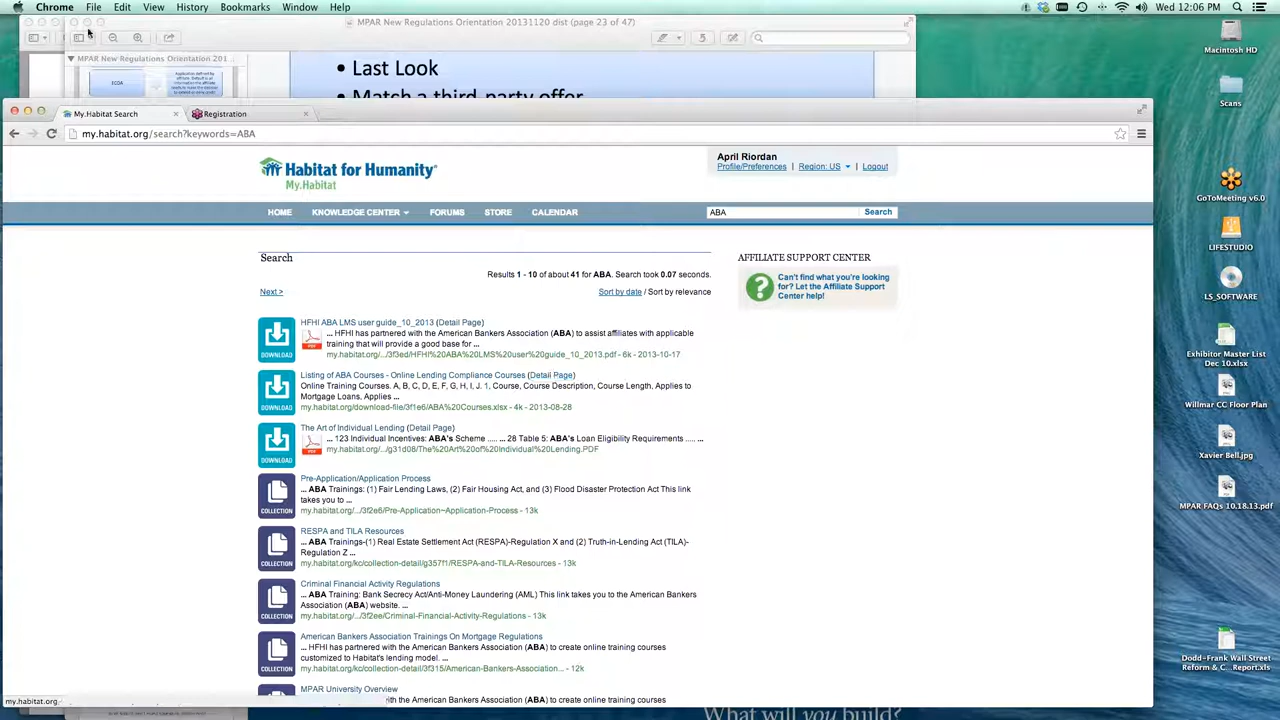 Chrome File Edit View History Bookmarks Window Help Wed 12:06 PM
MPAR New Regulations Orientation 20131120 dist (page 23 of 47)
MPAR New Regulations Orientation 201...
ECOA
• Last Look
• Match a third-party offer
My.Habitat Search Registration
my.habitat.org/search?keywords=ABA
Habitat for Humanity®
My.Habitat
April Riordan
Profile/Preferences | Region: US | Logout
HOME KNOWLEDGE CENTER FORUMS STORE CALENDAR ABA Search
Search
Results 1 - 10 of about 41 for ABA. Search took 0.07 seconds.
Next > Sort by date / Sort by relevance
DOWNLOAD
PDF
HFHI ABA LMS user guide_10_2013 (Detail Page)
... HFHI has partnered with the American Bankers Association (ABA) to assist affiliates with applicable
training that will provide a good base for ...
my.habitat.org/.../3f3ed/HFHI%20ABA%20LMS%20user%20guide_10_2013.pdf - 6k - 2013-10-17
DOWNLOAD
Listing of ABA Courses - Online Lending Compliance Courses (Detail Page)
Online Training Courses. A, B, C, D, E, F, G, H, I, J. 1, Course, Course Description, Course Length, Applies to
Mortgage Loans, Applies ...
my.habitat.org/download-file/3f1e6/ABA%20Courses.xlsx - 4k - 2013-08-28
DOWNLOAD
PDF
The Art of Individual Lending (Detail Page)
... 123 Individual Incentives: ABA's Scheme ..... ... 28 Table 5: ABA's Loan Eligibility Requirements ..... ...
my.habitat.org/.../g31d08/The%20Art%20of%20Individual%20Lending.PDF
COLLECTION
Pre-Application/Application Process
... ABA Trainings: (1) Fair Lending Laws, (2) Fair Housing Act, and (3) Flood Disaster Protection Act This link
takes you to ...
my.habitat.org/.../3f2e6/Pre-Application~Application-Process - 13k
COLLECTION
RESPA and TILA Resources
... ABA Trainings-(1) Real Estate Settlement Act (RESPA)-Regulation X and (2) Truth-in-Lending Act (TILA)-
Regulation Z ...
my.habitat.org/kc/collection-detail/g357f1/RESPA-and-TILA-Resources - 13k
COLLECTION
Criminal Financial Activity Regulations
... ABA Training: Bank Secrecy Act/Anti-Money Laundering (AML) This link takes you to the American Bankers
Association (ABA) website. ...
my.habitat.org/.../3f2ee/Criminal-Financial-Activity-Regulations - 13k
COLLECTION
American Bankers Association Trainings On Mortgage Regulations
... HFHI has partnered with the American Bankers Association (ABA) to create online training courses
customized to Habitat's lending model. ...
my.habitat.org/kc/collection-detail/3f315/American-Bankers-Association... - 12k
MPAR University Overview
with the American Bankers Association (ABA) to create online training courses
my.habitat.org
AFFILIATE SUPPORT CENTER
Can't find what you're looking
for? Let the Affiliate Support
Center help!
What will you build?
Macintosh HD
Scans
GoToMeeting v6.0
LIFESTUDIO
LS_SOFTWARE
Exhibitor Master List
Dec 10.xlsx
Willmar CC Floor Plan
Xavier Bell.jpg
MPAR FAQs 10.18.13.pdf
Dodd-Frank Wall Street
Reform & C... Report.xls